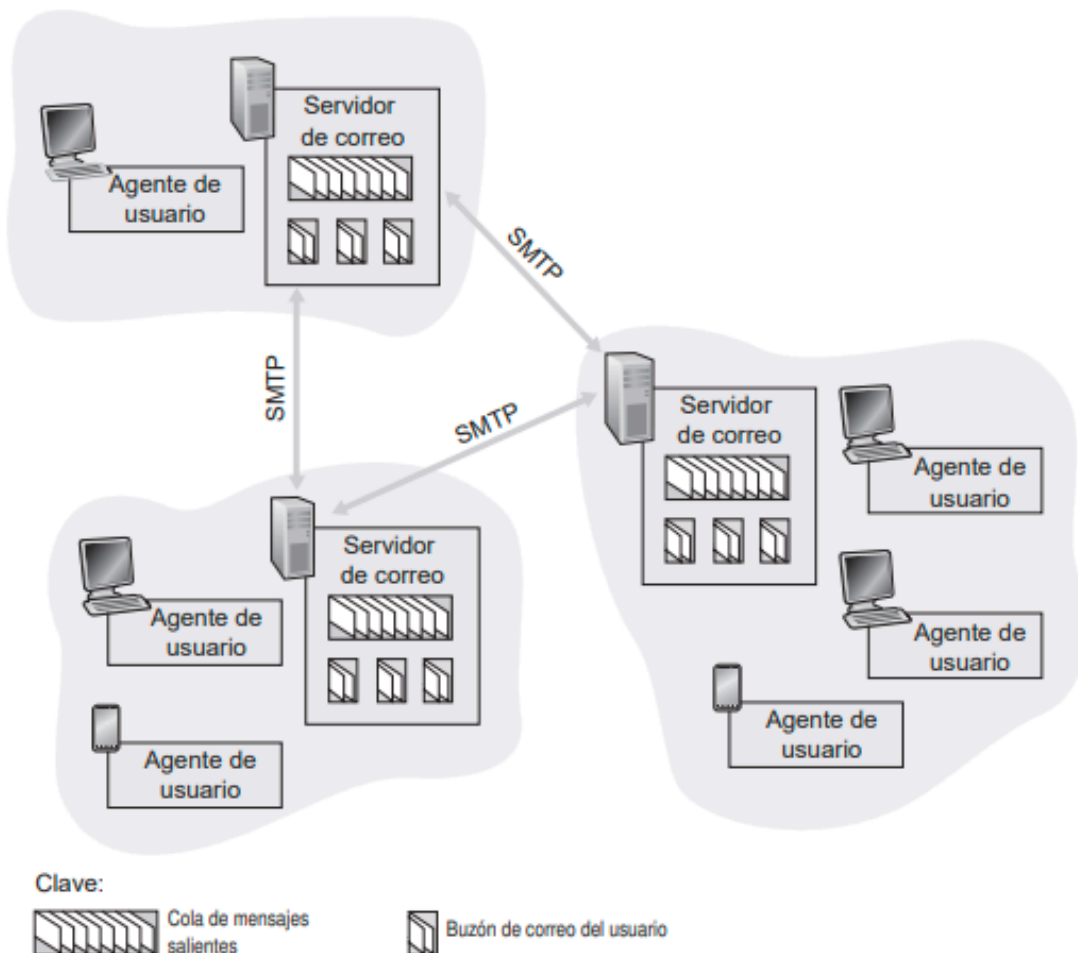 Servidor
de correo
Agente de
usuario
SMTP
SMTP
SMTP
Servidor
de correo
Agente de
usuario
Agente de
usuario
Agente de
usuario
Servidor
de correo
Agente de
usuario
Agente de
usuario
Clave:
Cola de mensajes
salientes
Buzón de correo del usuario